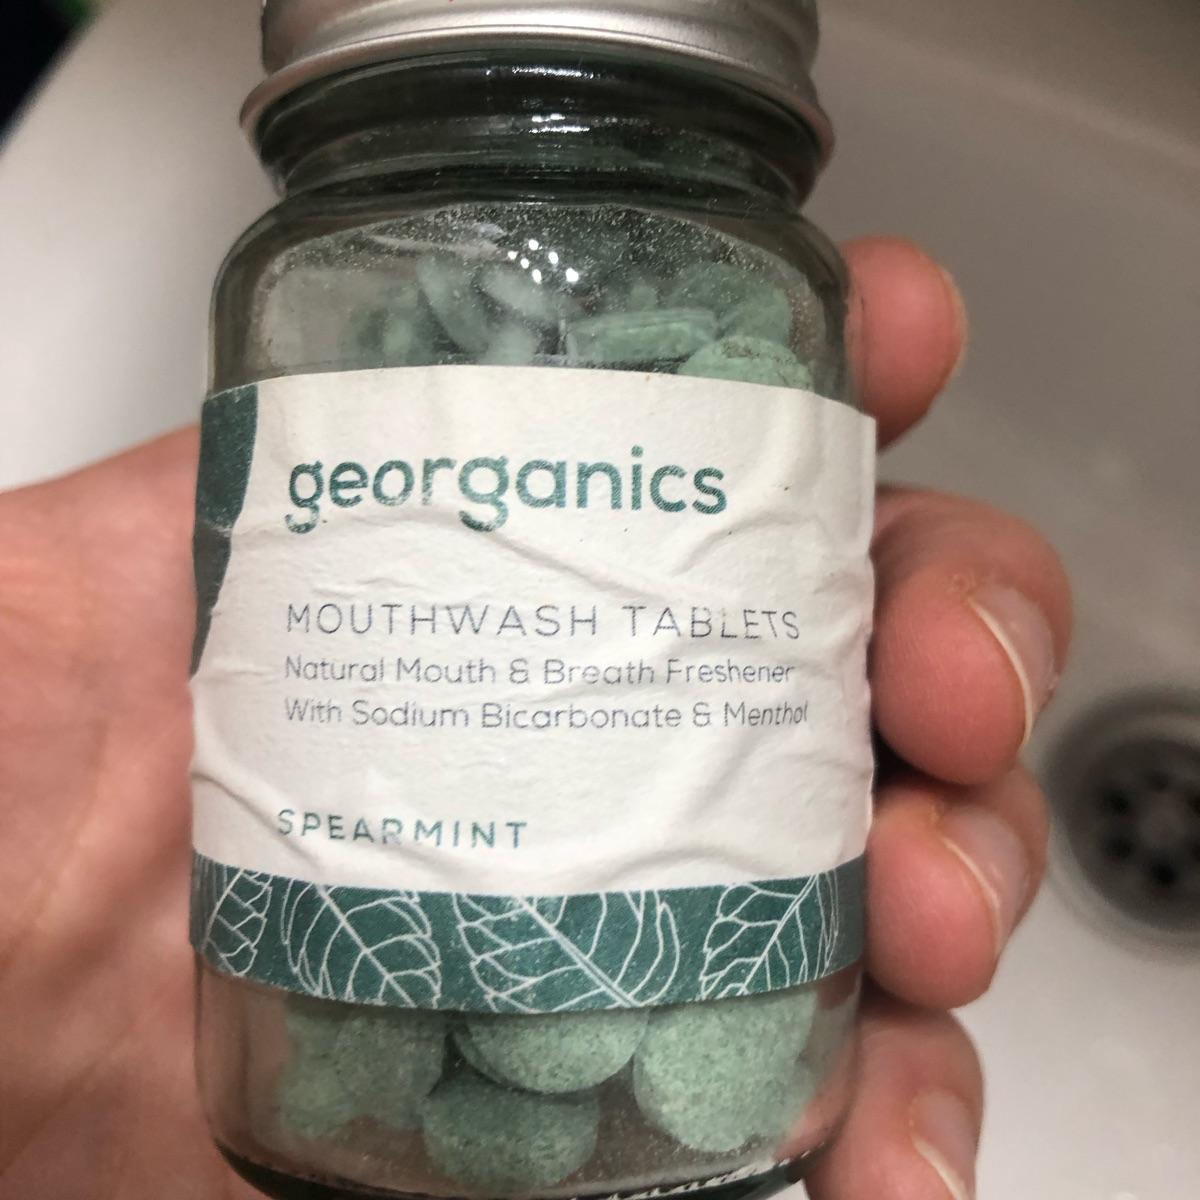 georganics
MOUTHWASH TABLETS
Natural Mouth & Breath Freshener
With Sodium Bicarbonate & Menthol
SPEARMINT